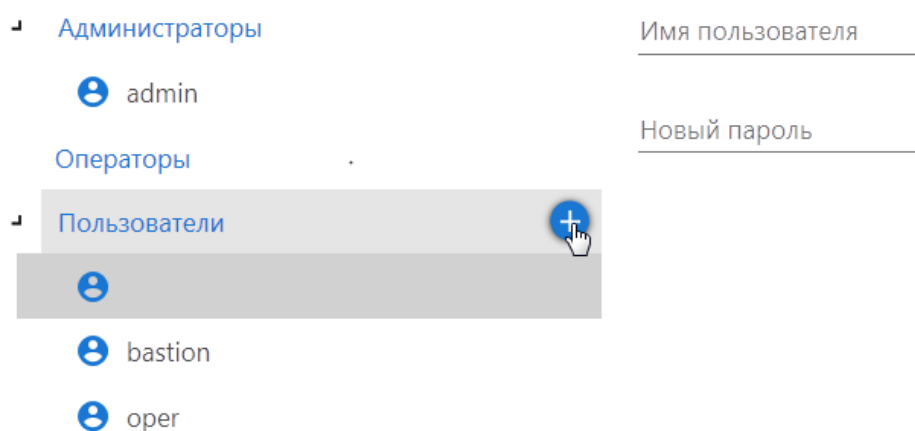 Администраторы
admin
Операторы
Пользователи
bastion
oper
Имя пользователя
Новый пароль